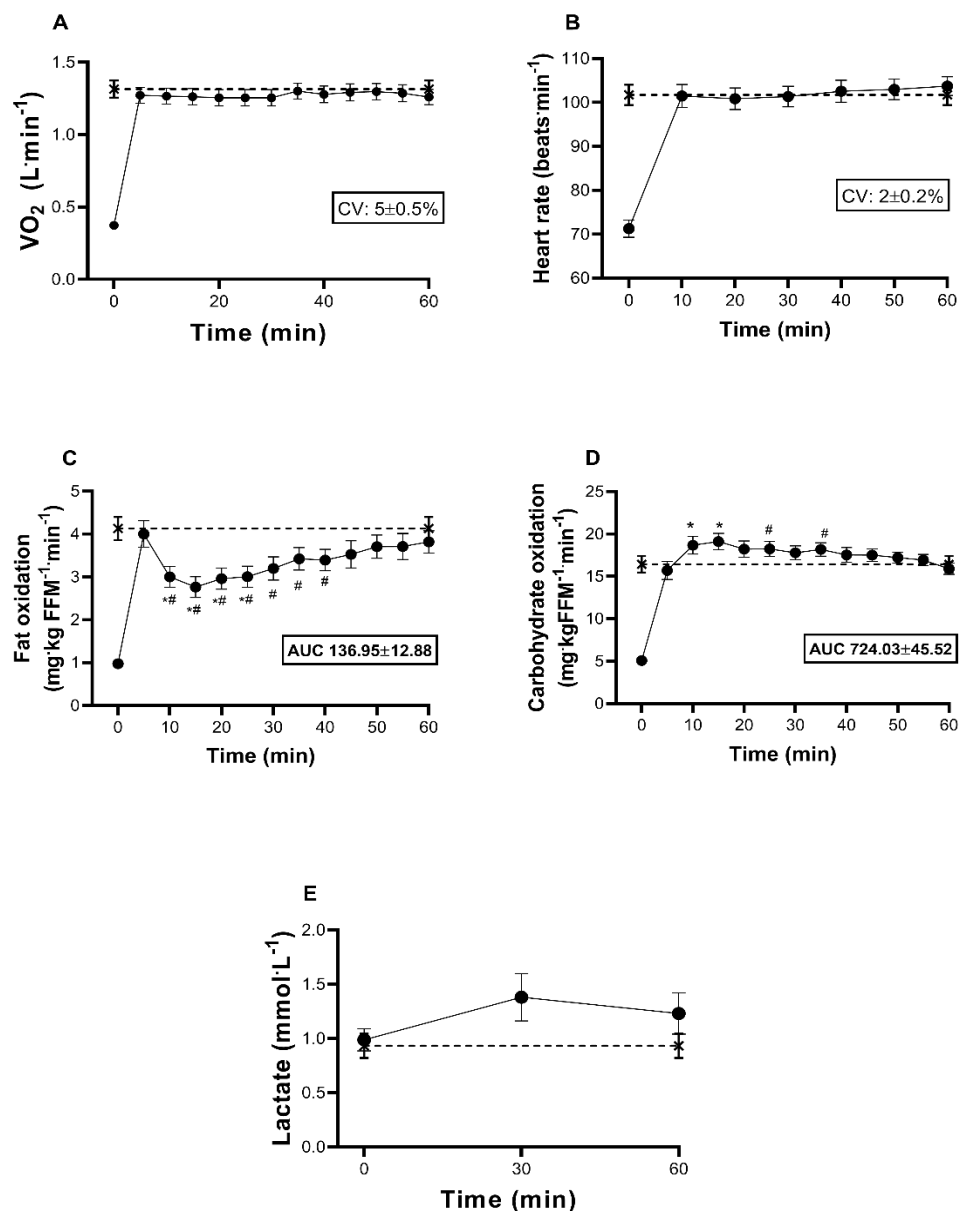 A
VO2 (L·min-1)
1.5
1.0
0.5
0.0
CV: 5±0.5%
0 20 40 60
Time (min)
B
Heart rate (beats·min-1)
110
100
90
80
70
60
CV: 2±0.2%
0 10 20 30 40 50 60
Time (min)
C
Fat oxidation
(mg·kg FFM-1·min-1)
5
4
3
2
1
0
*# *# *# *# # # #
AUC 136.95±12.88
0 10 20 30 40 50 60
Time (min)
D
Carbohydrate oxidation
(mg·kgFFM-1·min-1)
25
20
15
10
5
0
* * # #
AUC 724.03±45.52
0 10 20 30 40 50 60
Time (min)
E
Lactate (mmol·L-1)
2.0
1.5
1.0
0.5
0.0
0 30 60
Time (min)